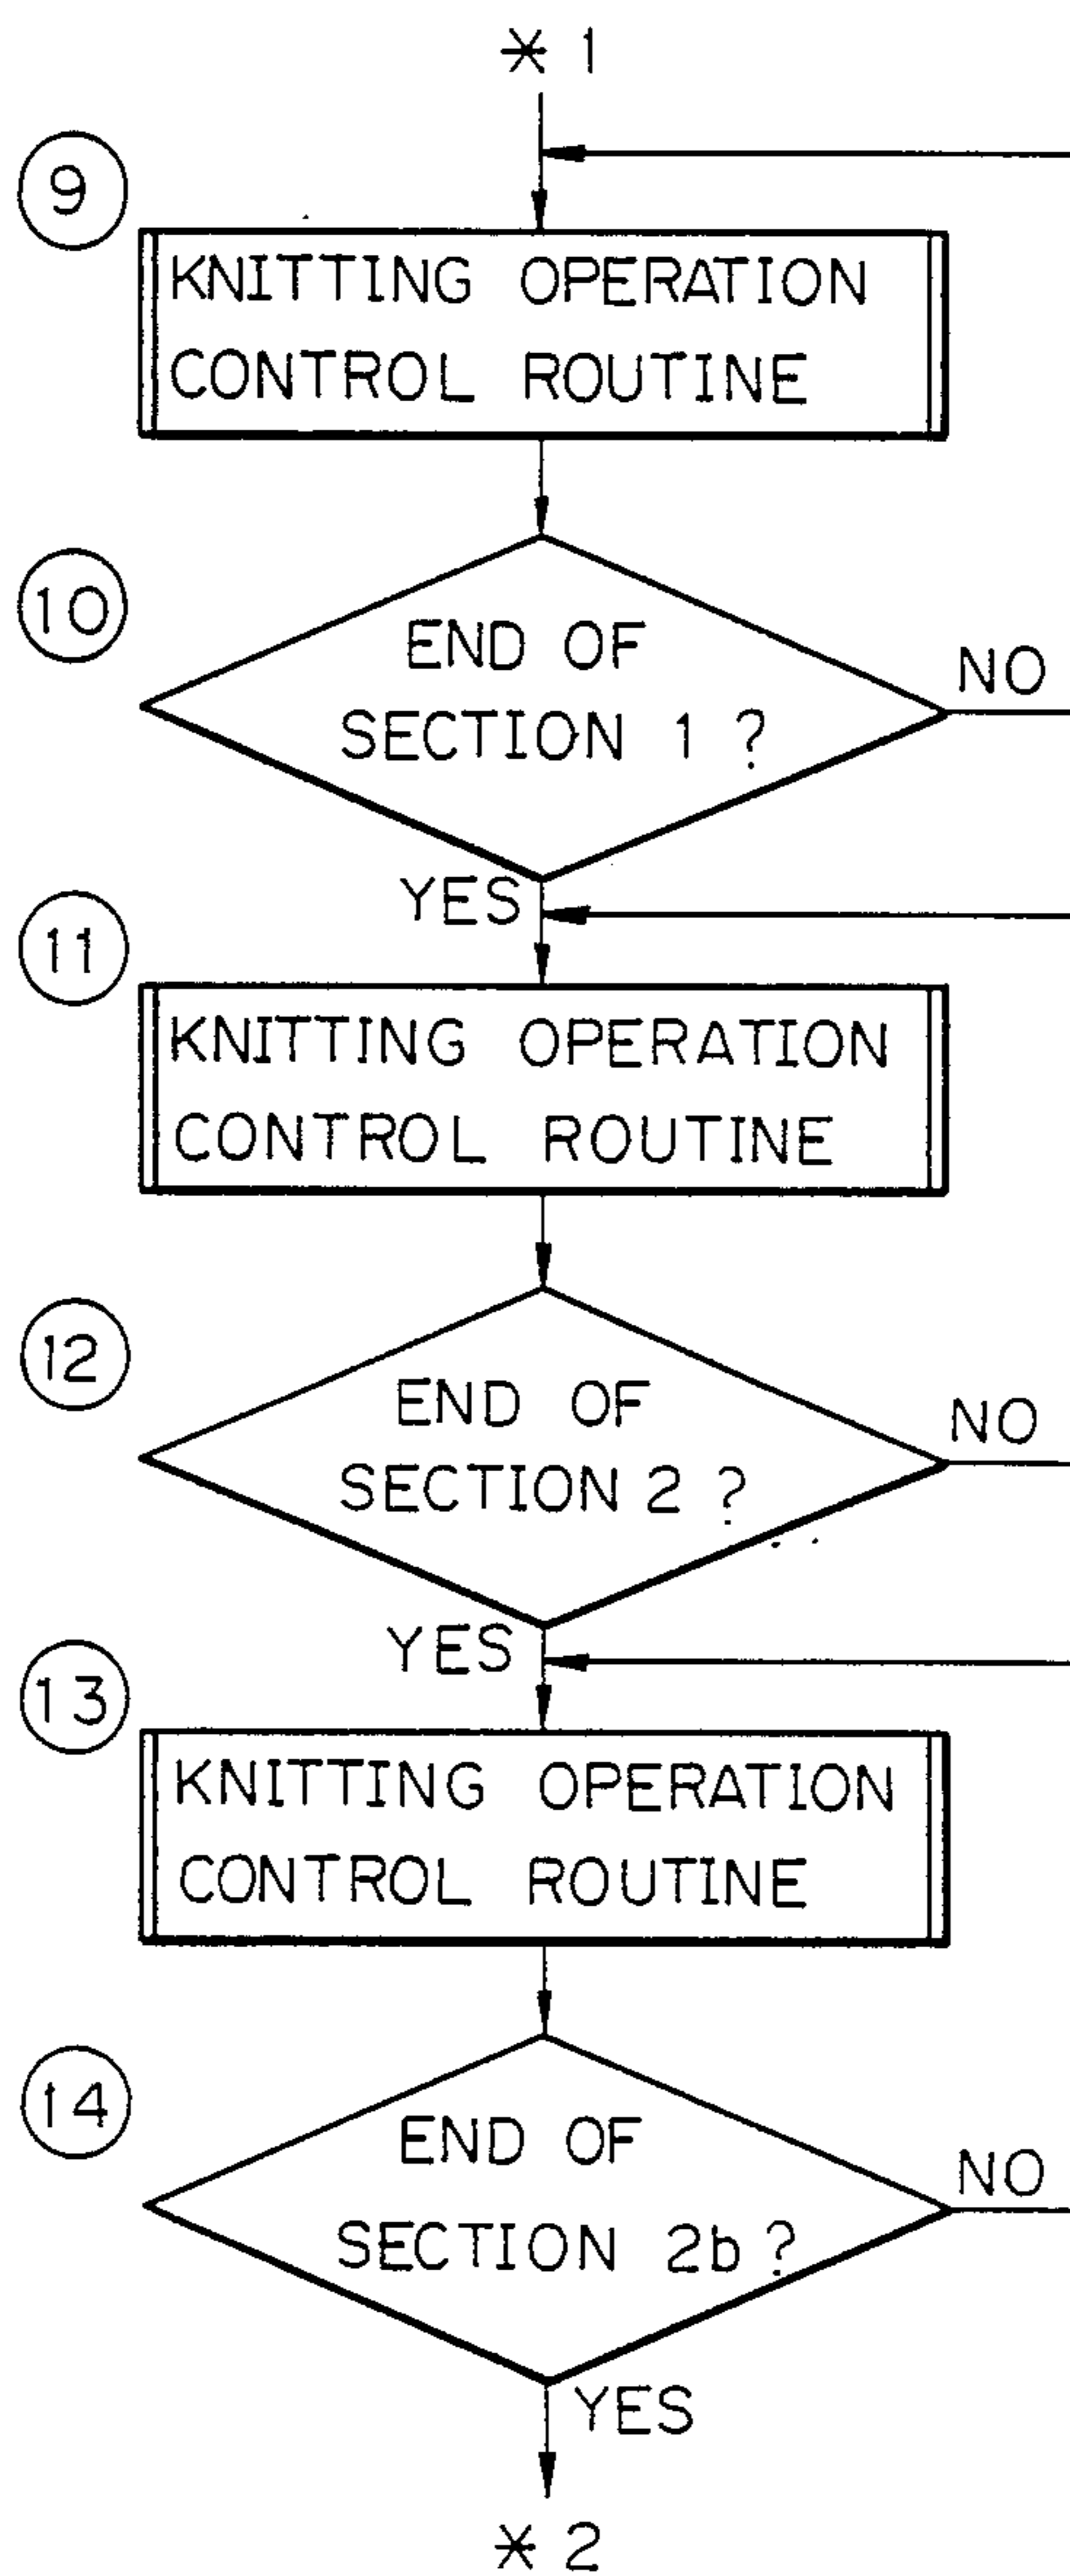 * 1
9
KNITTING OPERATION
CONTROL ROUTINE
10
END OF
SECTION 1 ?
NO
YES
11
KNITTING OPERATION
CONTROL ROUTINE
12
END OF
SECTION 2 ?
NO
YES
13
KNITTING OPERATION
CONTROL ROUTINE
14
END OF
SECTION 2b ?
NO
YES
* 2